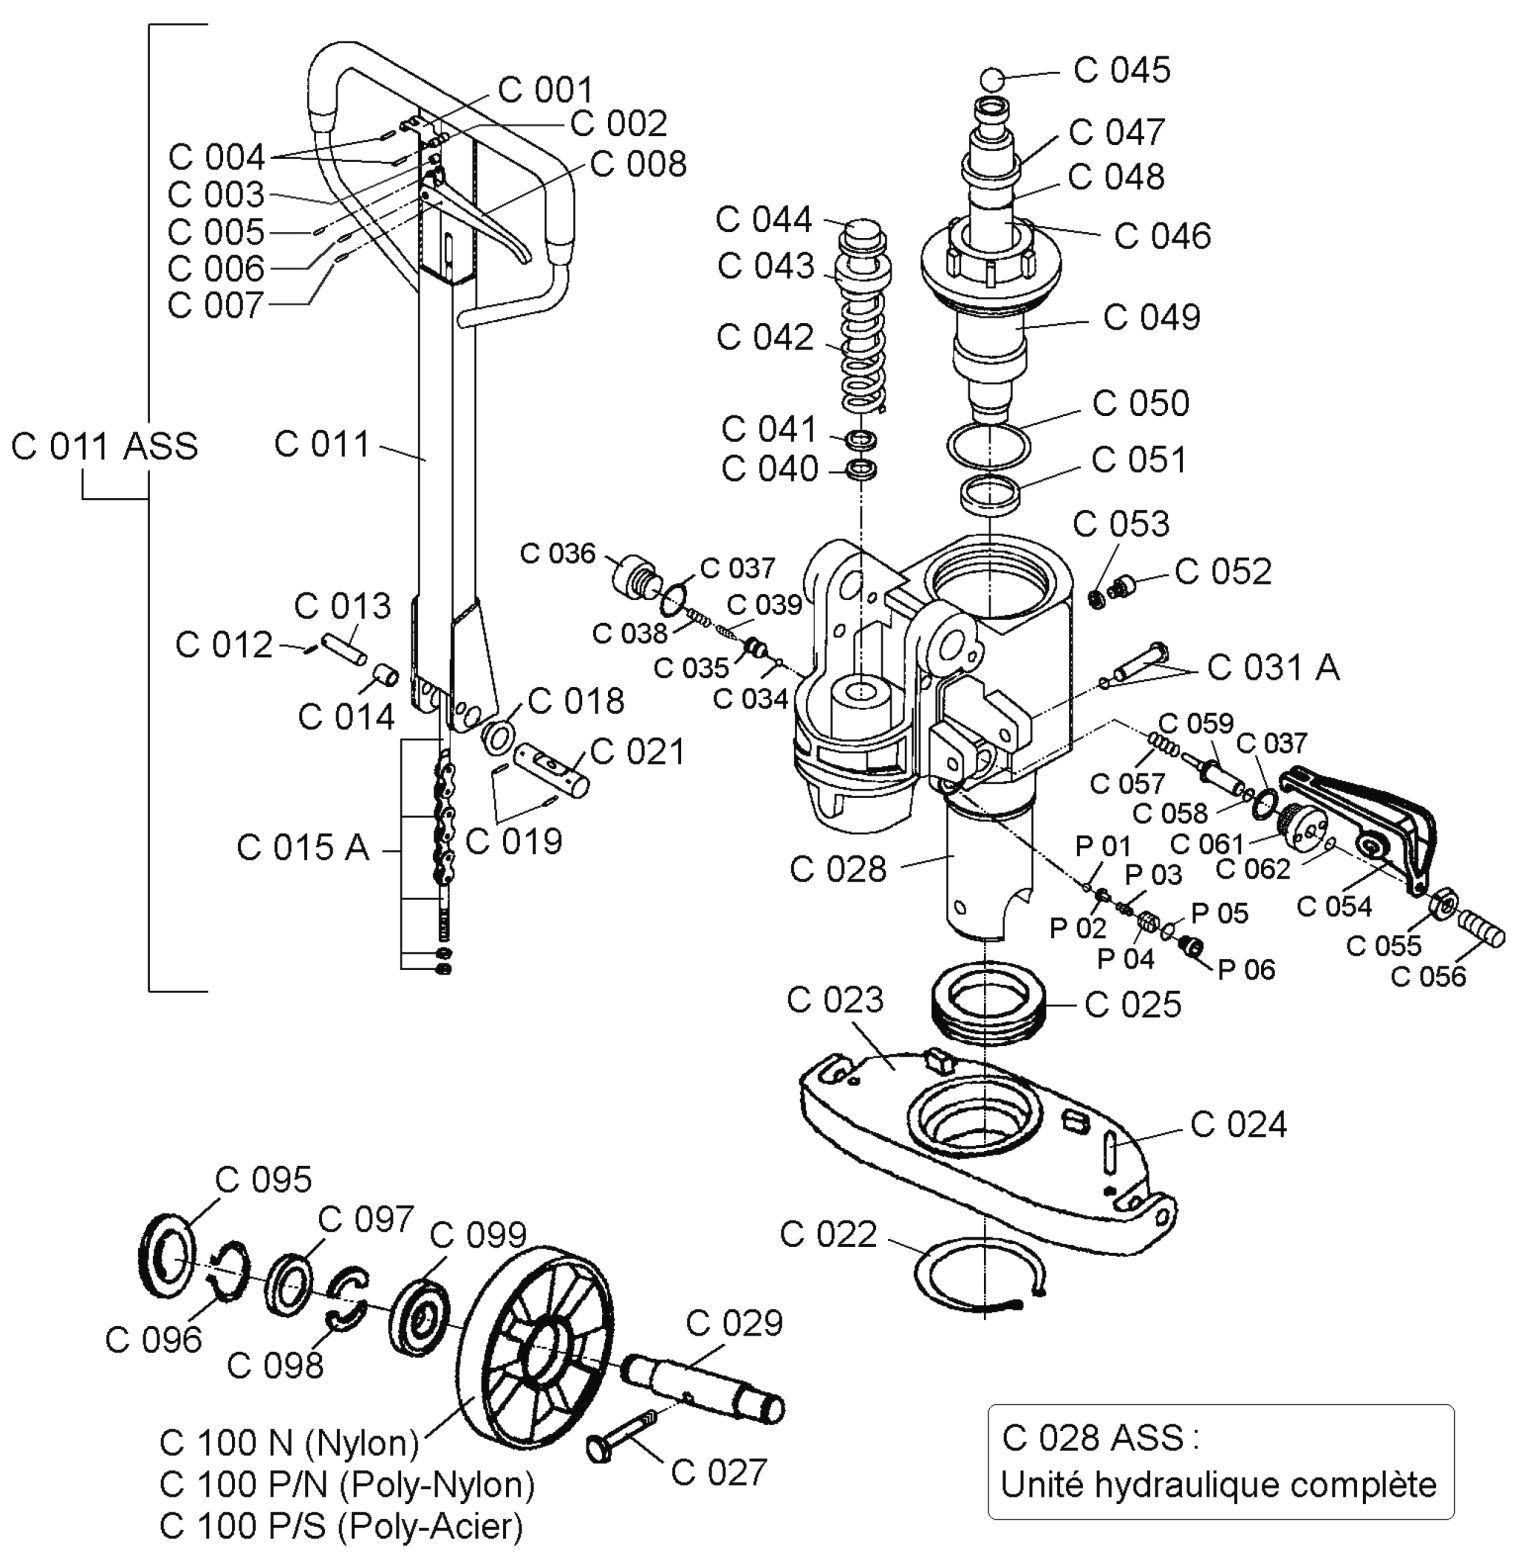 C 001
C 002
C 004
C 008
C 003
C 005
C 006
C 007
C 011 ASS
C 011
C 013
C 012
C 014
C 018
C 021
C 019
C 015 A
C 045
C 047
C 048
C 044
C 046
C 043
C 049
C 042
C 050
C 041
C 051
C 040
C 053
C 052
C 036
C 037
C 039
C 038
C 035
C 034
C 031 A
C 059
C 037
C 057
C 058
C 061
C 062
C 054
C 055
C 056
C 028
P 01
P 03
P 02
P 05
P 04
P 06
C 023
C 025
C 024
C 022
C 095
C 097
C 099
C 096
C 098
C 029
C 027
C 100 N (Nylon)
C 100 P/N (Poly-Nylon)
C 100 P/S (Poly-Acier)
C 028 ASS :
Unité hydraulique complète